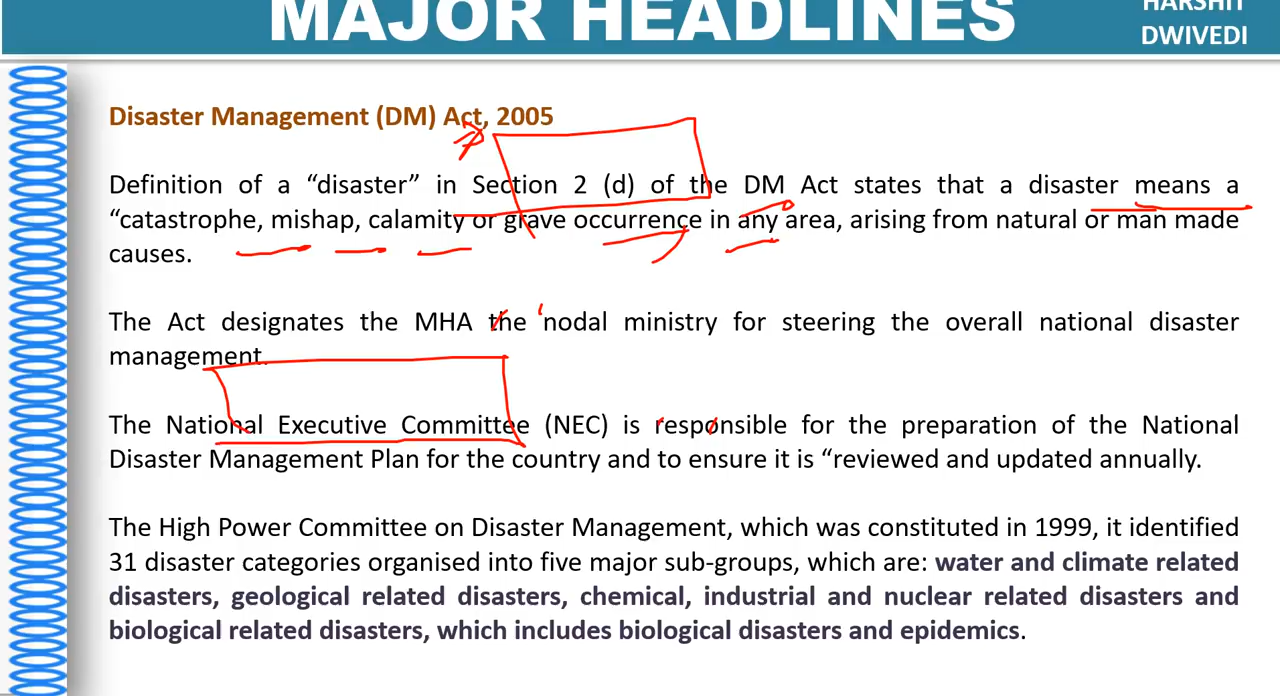 MAJOR HEADLINES
HARSHIT
DWIVEDI
Disaster Management (DM) Act, 2005
Definition of a “disaster” in Section 2 (d) of the DM Act states that a disaster means a
“catastrophe, mishap, calamity or grave occurrence in any area, arising from natural or man made
causes.
The Act designates the MHA the nodal ministry for steering the overall national disaster
management.
The National Executive Committee (NEC) is responsible for the preparation of the National
Disaster Management Plan for the country and to ensure it is “reviewed and updated annually.
The High Power Committee on Disaster Management, which was constituted in 1999, it identified
31 disaster categories organised into five major sub-groups, which are: water and climate related
disasters, geological related disasters, chemical, industrial and nuclear related disasters and
biological related disasters, which includes biological disasters and epidemics.